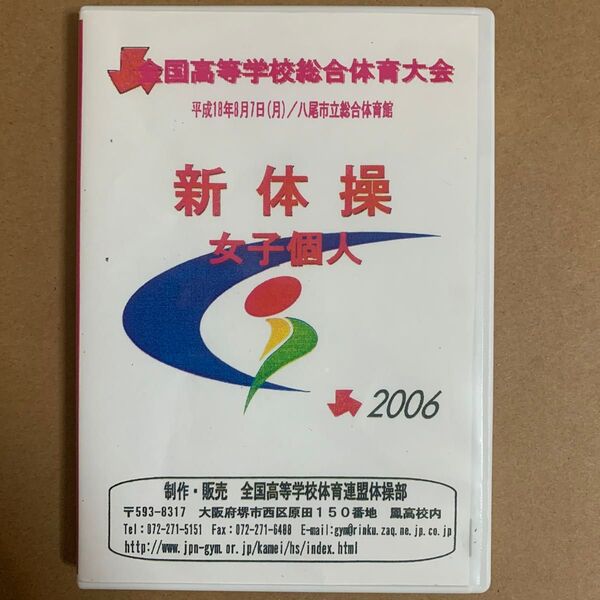 全国高等学校総合体育大会
平成18年8月7日(月)／八尾市立総合体育館
新体操
女子個人
2006
制作・販売 全国高等学校体育連盟体操部
〒593-8317 大阪府堺市西区原田１５０番地 鳳高校内
Tel:072-271-5151 Fax:072-271-6488 E-mail:gym@rinku.zaq.ne.jp.co.jp
http://www.jpn-gym.or.jp/kamei/hs/index.html